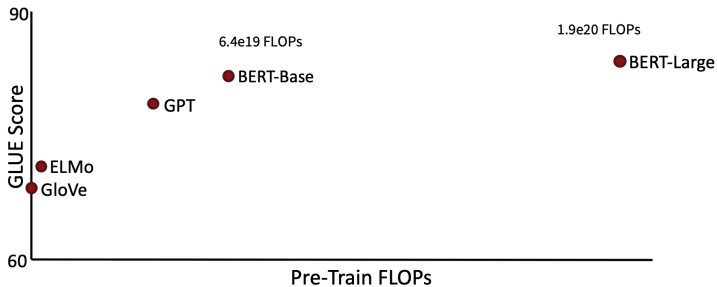 90
6.4e19 FLOPs
1.9e20 FLOPs
BERT-Base
BERT-Large
GPT
GLUE Score
ELMo
GloVe
60
Pre-Train FLOPs